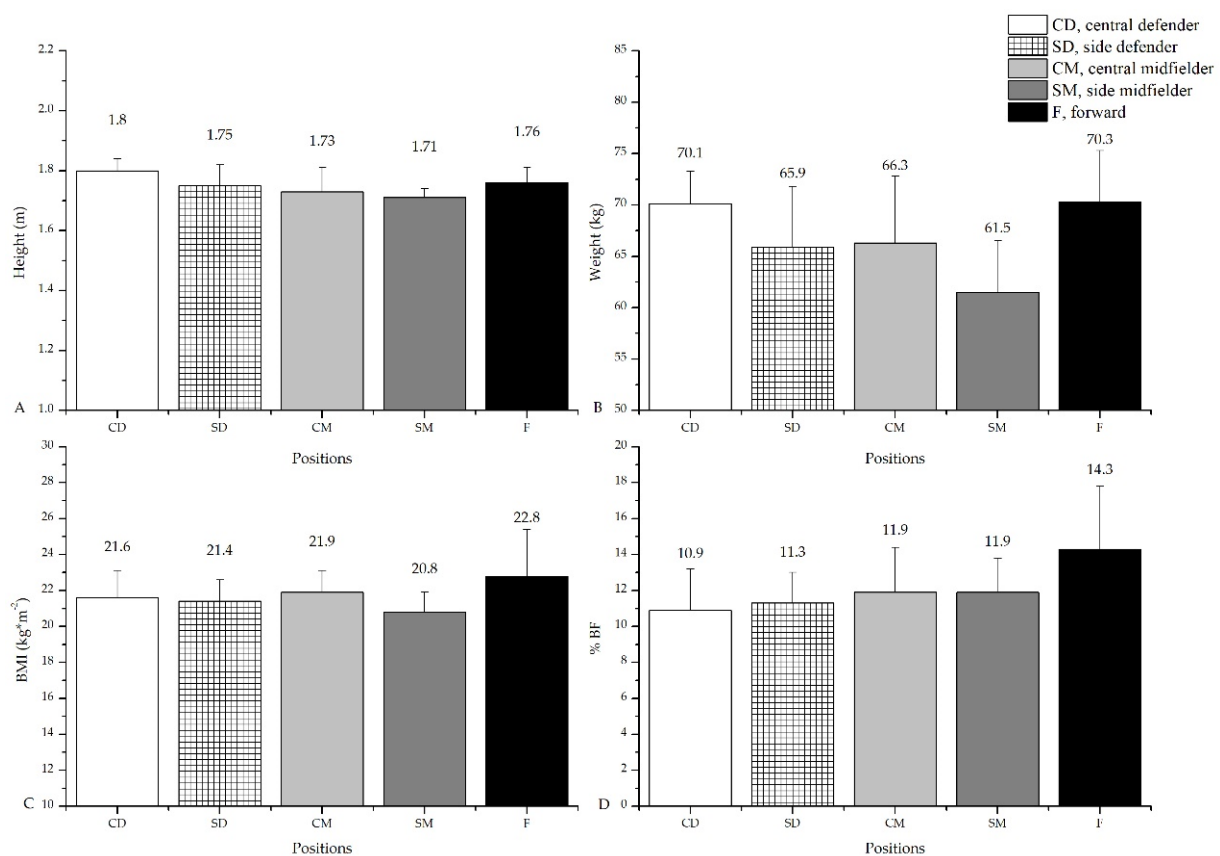 CD, central defender
SD, side defender
CM, central midfielder
SM, side midfielder
F, forward
2.2
2.0
1.8
1.6
1.4
1.2
1.0
Height (m)
1.8
1.75
1.73
1.71
1.76
A
CD
SD
CM
SM
F
Positions
85
80
75
70
65
60
55
50
Weight (kg)
70.1
65.9
66.3
61.5
70.3
B
CD
SD
CM
SM
F
Positions
30
28
26
24
22
20
18
16
14
12
10
BMI (kg*m-2)
21.6
21.4
21.9
20.8
22.8
C
CD
SD
CM
SM
F
Positions
20
18
16
14
12
10
8
6
4
2
0
% BF
10.9
11.3
11.9
11.9
14.3
D
CD
SD
CM
SM
F
Positions